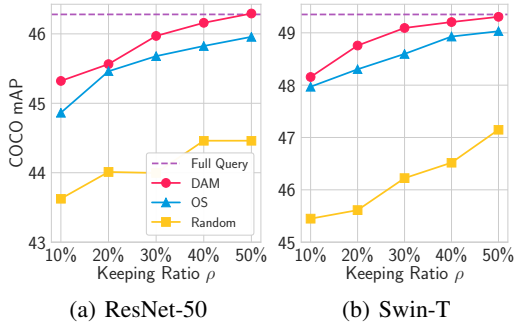 COCO mAP
46
45
44
43
10% 20% 30% 40% 50%
Keeping Ratio ρ
Full Query
DAM
OS
Random
(a) ResNet-50
49
48
47
46
45
10% 20% 30% 40% 50%
Keeping Ratio ρ
(b) Swin-T